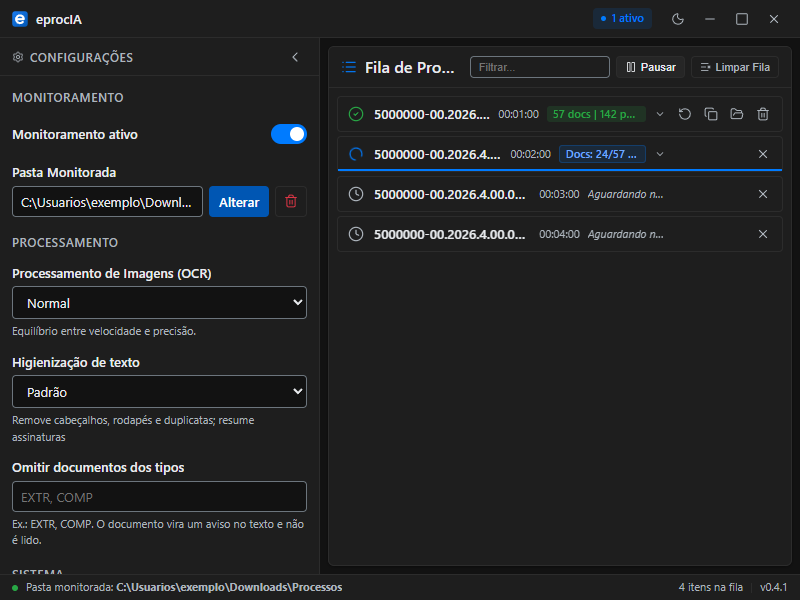 eprocIA
1 ativo
CONFIGURAÇÕES
MONITORAMENTO
Monitoramento ativo
Pasta Monitorada
C:\Usuarios\exemplo\Downl...
Alterar
PROCESSAMENTO
Processamento de Imagens (OCR)
Normal
Equilíbrio entre velocidade e precisão.
Higienização de texto
Padrão
Remove cabeçalhos, rodapés e duplicatas; resume
assinaturas
Omitir documentos dos tipos
EXTR, COMP
Ex.: EXTR, COMP. O documento vira um aviso no texto e não
é lido.
SISTEMA
Fila de Pro...
Filtrar...
Pausar
Limpar Fila
5000000-00.2026.... 00:01:00 57 docs | 142 p...
5000000-00.2026.4.... 00:02:00 Docs: 24/57 ...
5000000-00.2026.4.00.0... 00:03:00 Aguardando n...
5000000-00.2026.4.00.0... 00:04:00 Aguardando n...
Pasta monitorada: C:\Usuarios\exemplo\Downloads\Processos
4 itens na fila
v0.4.1